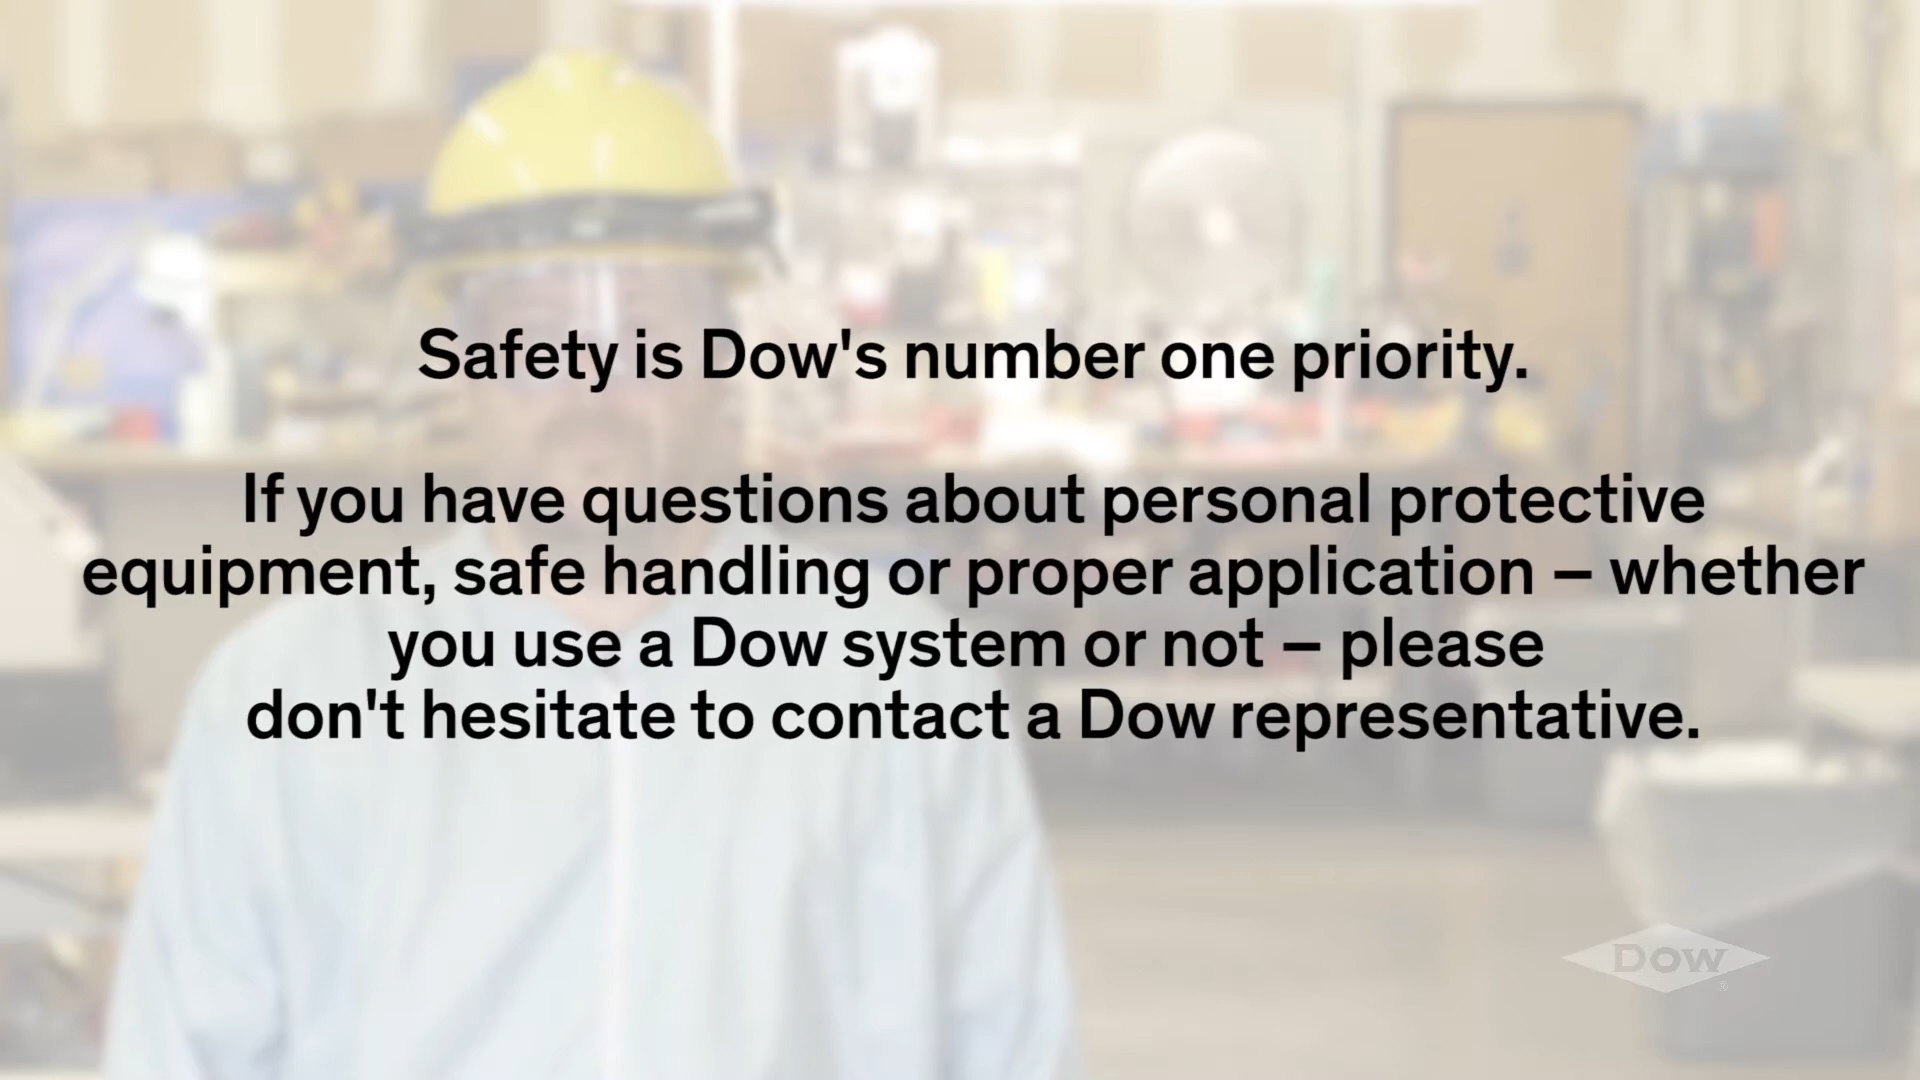 Safety is Dow's number one priority.
If you have questions about personal protective
equipment, safe handling or proper application – whether
you use a Dow system or not – please
don't hesitate to contact a Dow representative.
Dow
®